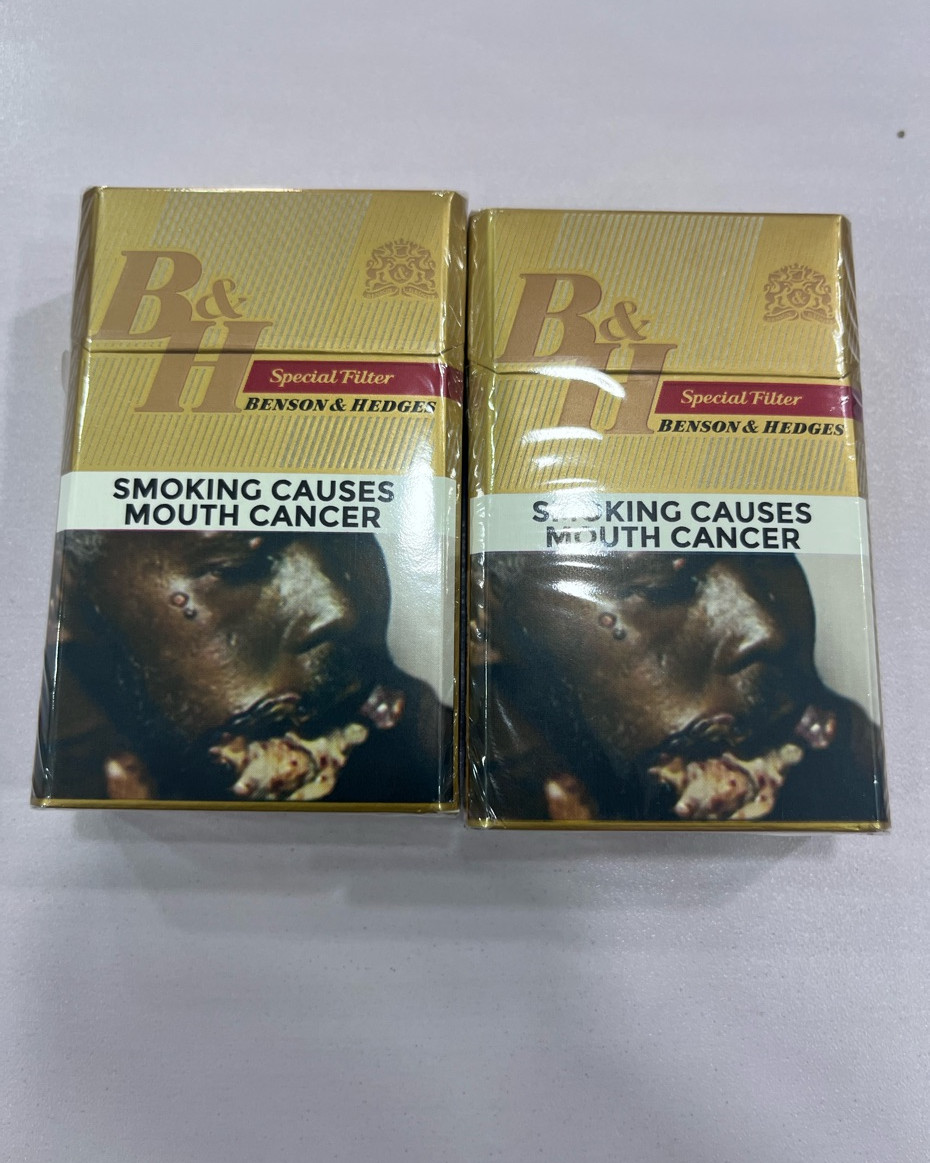 B&H
Special Filter
BENSON & HEDGES
SMOKING CAUSES
MOUTH CANCER
B&H
Special Filter
BENSON & HEDGES
SMOKING CAUSES
MOUTH CANCER